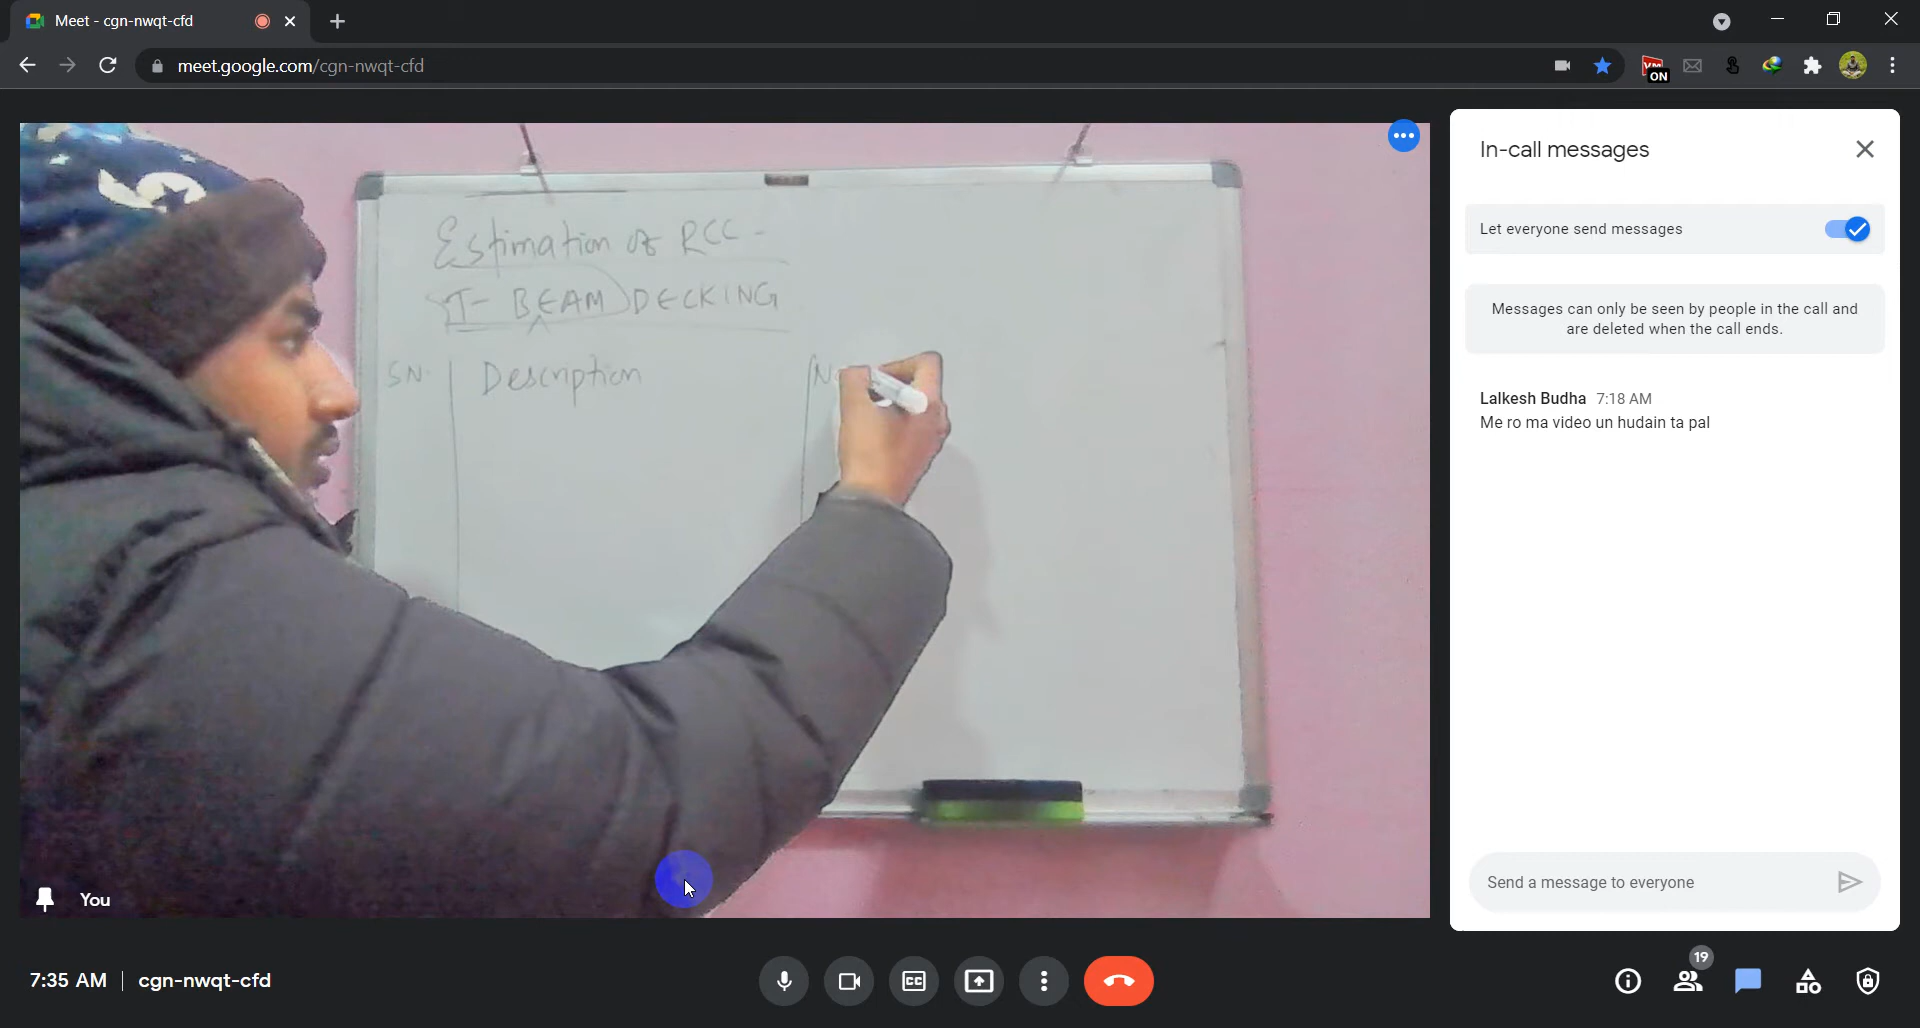 Meet - cgn-nwqt-cfd
meet.google.com/cgn-nwqt-cfd
ON
In-call messages
Let everyone send messages
Messages can only be seen by people in the call and
are deleted when the call ends.
Lalkesh Budha 7:18 AM
Me ro ma video un hudain ta pal
Send a message to everyone
Estimation of RCC -
T- BEAM DECKING
SN.
Description
You
7:35 AM | cgn-nwqt-cfd
CC
19